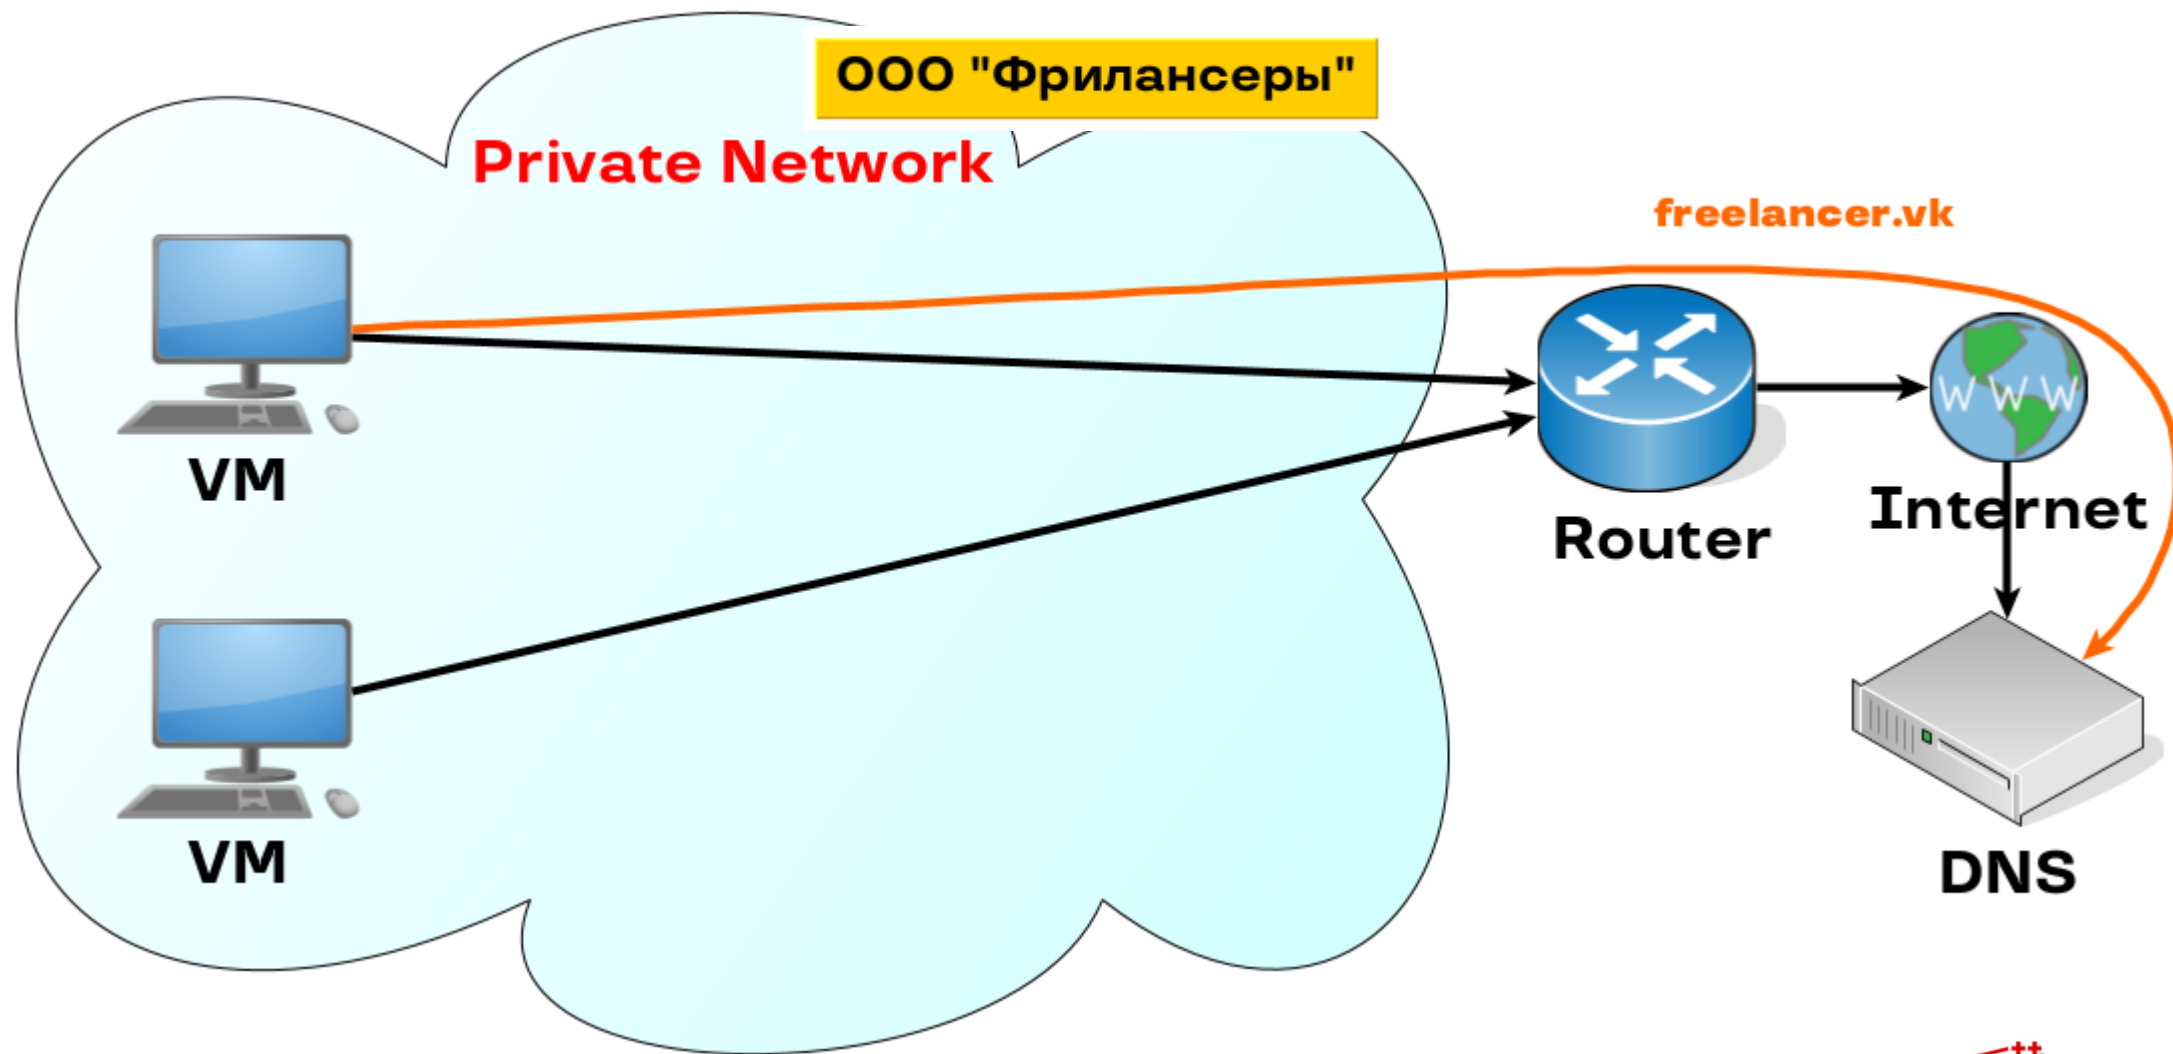 ООО "Фрилансеры"
Private Network
freelancer.vk
W W W
VM
Internet
Router
VM
DNS